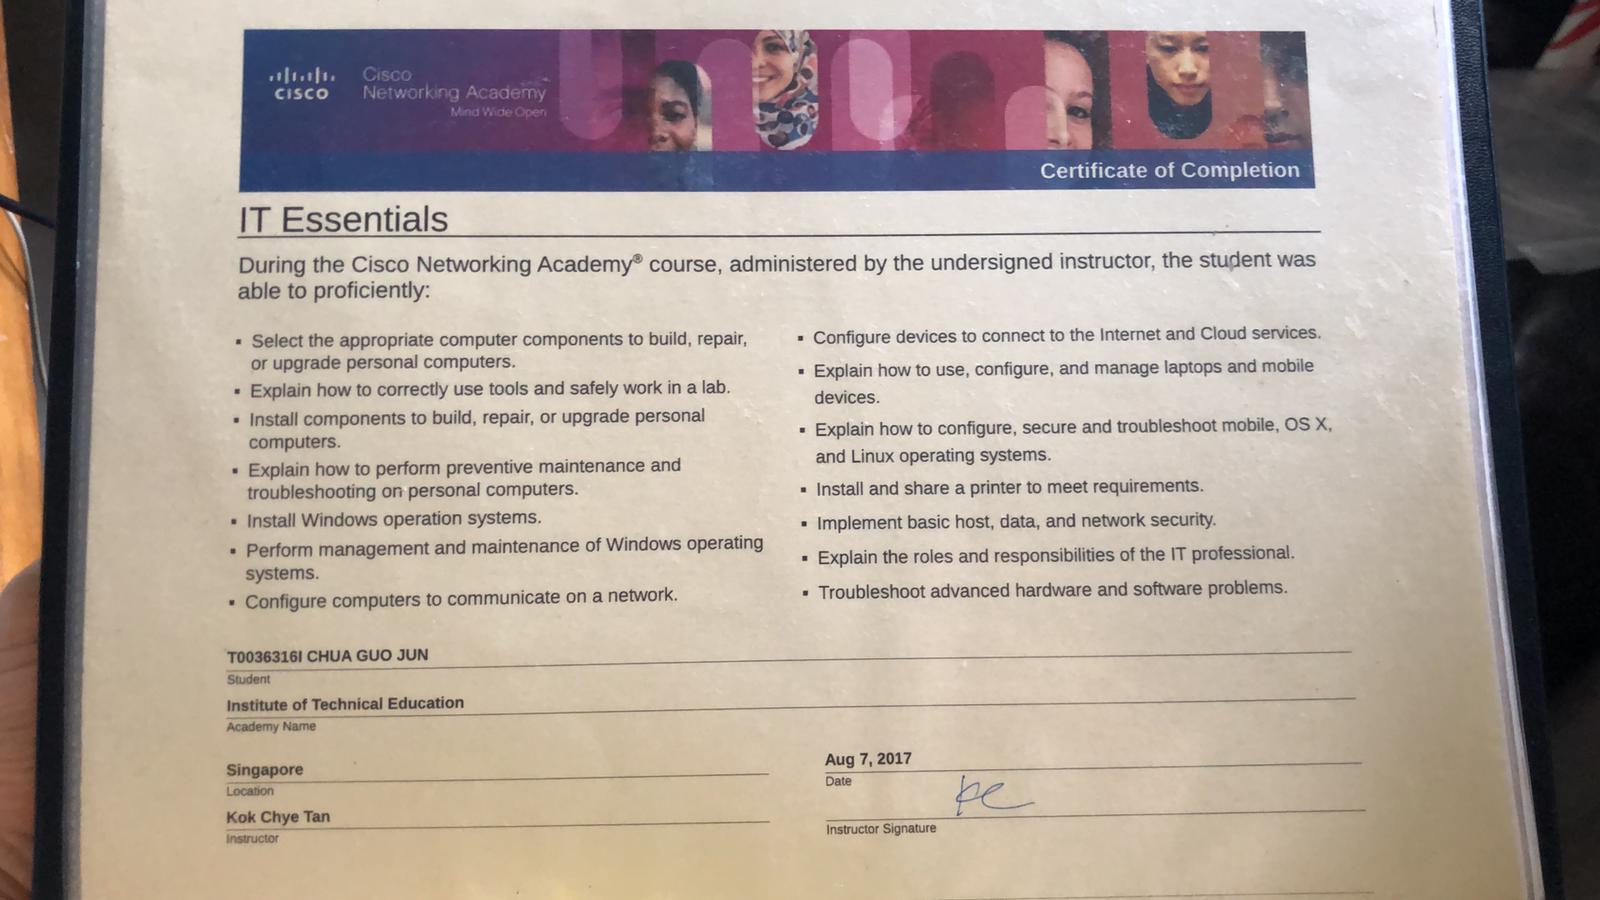 CISCO
Cisco
Networking Academy
Mind Wide Open
Certificate of Completion
IT Essentials
During the Cisco Networking Academy® course, administered by the undersigned instructor, the student was
able to proficiently:
▪ Select the appropriate computer components to build, repair,
or upgrade personal computers.
▪ Explain how to correctly use tools and safely work in a lab.
▪ Install components to build, repair, or upgrade personal
computers.
▪ Explain how to perform preventive maintenance and
troubleshooting on personal computers.
▪ Install Windows operation systems.
▪ Perform management and maintenance of Windows operating
systems.
▪ Configure computers to communicate on a network.
▪ Configure devices to connect to the Internet and Cloud services.
▪ Explain how to use, configure, and manage laptops and mobile
devices.
▪ Explain how to configure, secure and troubleshoot mobile, OS X,
and Linux operating systems.
▪ Install and share a printer to meet requirements.
▪ Implement basic host, data, and network security.
▪ Explain the roles and responsibilities of the IT professional.
▪ Troubleshoot advanced hardware and software problems.
T0036316I CHUA GUO JUN
Student
Institute of Technical Education
Academy Name
Singapore
Location
Aug 7, 2017
Date
Kok Chye Tan
Instructor
Instructor Signature